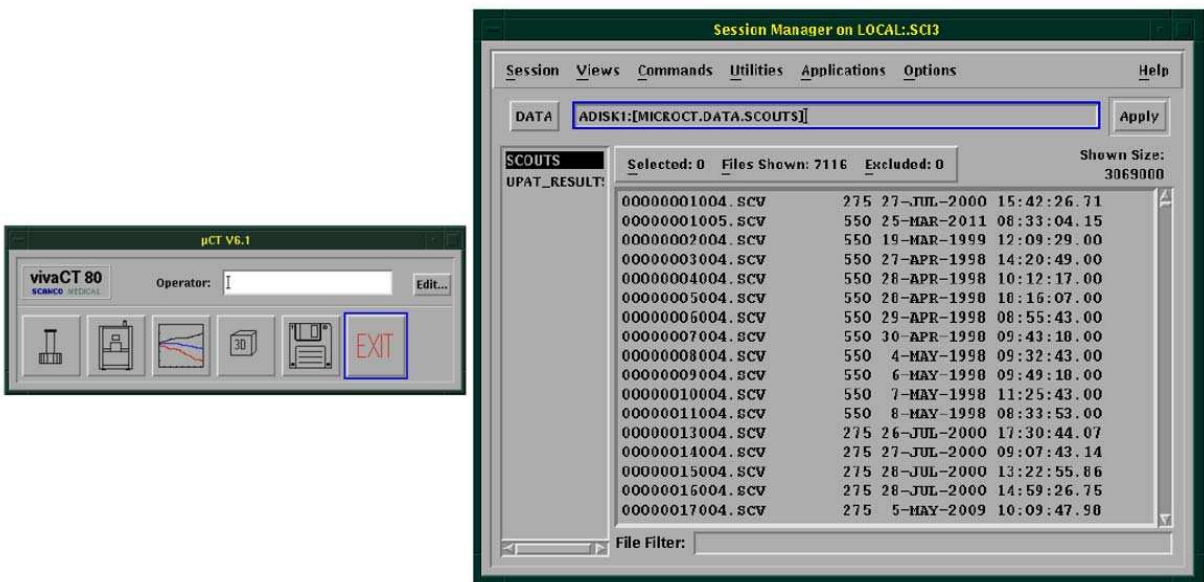 µCT V6.1
vivaCT 80
SCANCO MEDICAL
Operator:
Edit...
3D
EXIT
Session Manager on LOCAL:.SCI3
Session Views Commands Utilities Applications Options Help
DATA ADISK1:[MICROCT.DATA.SCOUTS] Apply
SCOUTS
UPAT_RESULTS
Selected: 0 Files Shown: 7116 Excluded: 0
Shown Size:
3069000
00000001004.SCV 275 27-JUL-2000 15:42:26.71
00000001005.SCV 550 25-MAR-2011 08:33:04.15
00000002004.SCV 550 19-MAR-1999 12:09:29.00
00000003004.SCV 550 27-APR-1998 14:20:49.00
00000004004.SCV 550 28-APR-1998 10:12:17.00
00000005004.SCV 550 28-APR-1998 18:16:07.00
00000006004.SCV 550 29-APR-1998 08:55:43.00
00000007004.SCV 550 30-APR-1998 09:43:18.00
00000008004.SCV 550 4-MAY-1998 09:32:43.00
00000009004.SCV 550 6-MAY-1998 09:49:18.00
00000010004.SCV 550 7-MAY-1998 11:25:43.00
00000011004.SCV 550 8-MAY-1998 08:33:53.00
00000013004.SCV 275 26-JUL-2000 17:30:44.07
00000014004.SCV 275 27-JUL-2000 09:07:43.14
00000015004.SCV 275 28-JUL-2000 13:22:55.86
00000016004.SCV 275 28-JUL-2000 14:59:26.75
00000017004.SCV 275 5-MAY-2009 10:09:47.98
File Filter: